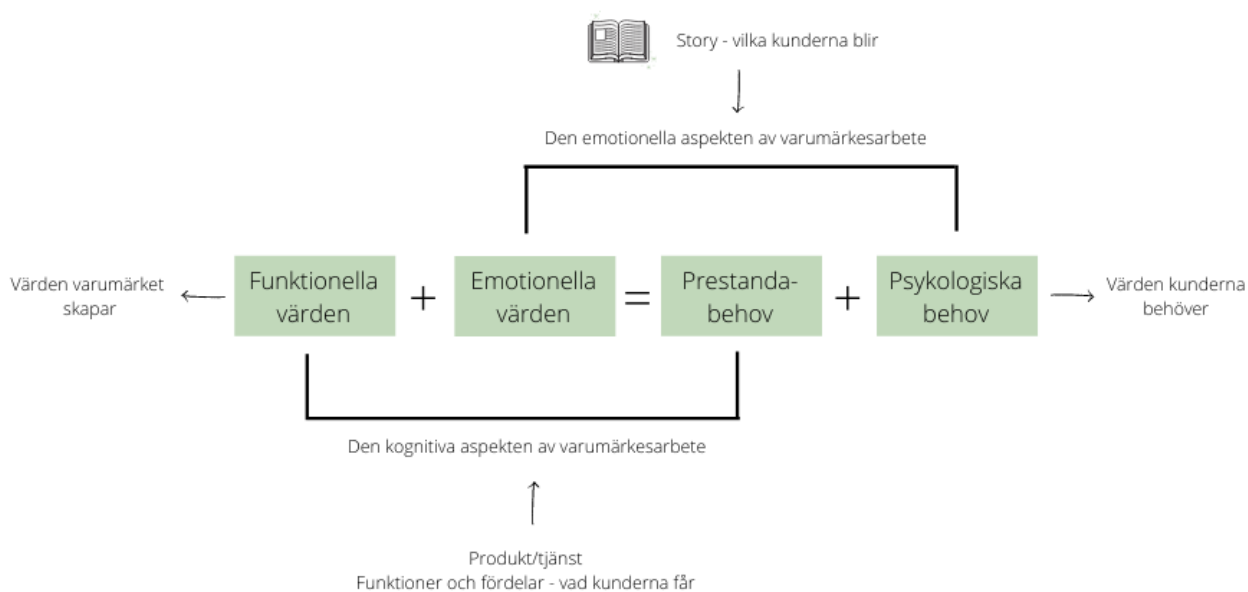 Story - vilka kunderna blir
Den emotionella aspekten av varumärkesarbete
Värden varumärket
skapar
Funktionella
värden
+
Emotionella
värden
=
Prestanda-
behov
+
Psykologiska
behov
Värden kunderna
behöver
Den kognitiva aspekten av varumärkesarbete
Produkt/tjänst
Funktioner och fördelar - vad kunderna får